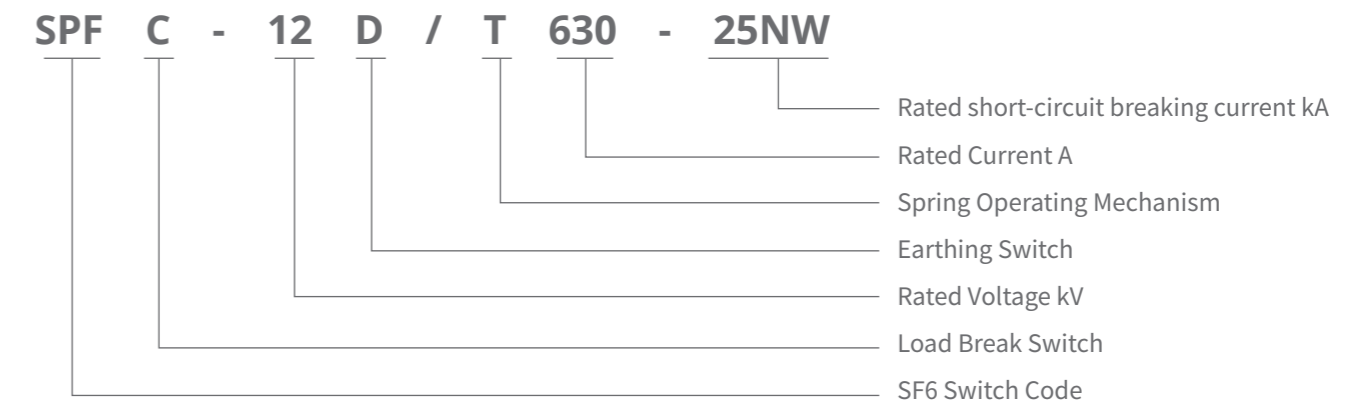 SPF C - 12 D / T 630 - 25NW
Rated short-circuit breaking current kA
Rated Current A
Spring Operating Mechanism
Earthing Switch
Rated Voltage kV
Load Break Switch
SF6 Switch Code